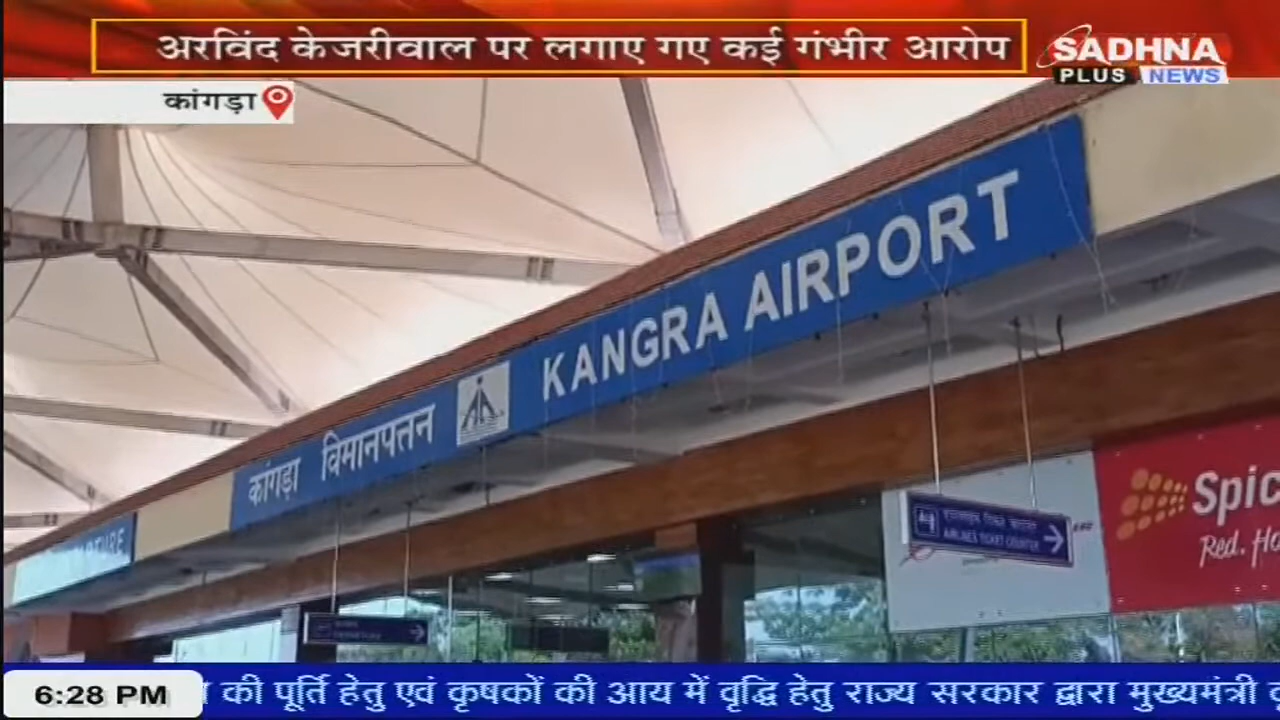 अरविंद केजरीवाल पर लगाए गए कई गंभीर आरोप
SADHNA
PLUS NEWS
कांगड़ा
KANGRA AIRPORT
कांगड़ा विमानपत्तन
Spic
Red. Ho
AIRLINES TICKET COUNTER
6:28 PM
की पूर्ति हेतु एवं कृषकों की आय में वृद्धि हेतु राज्य सरकार द्वारा मुख्यमंत्री